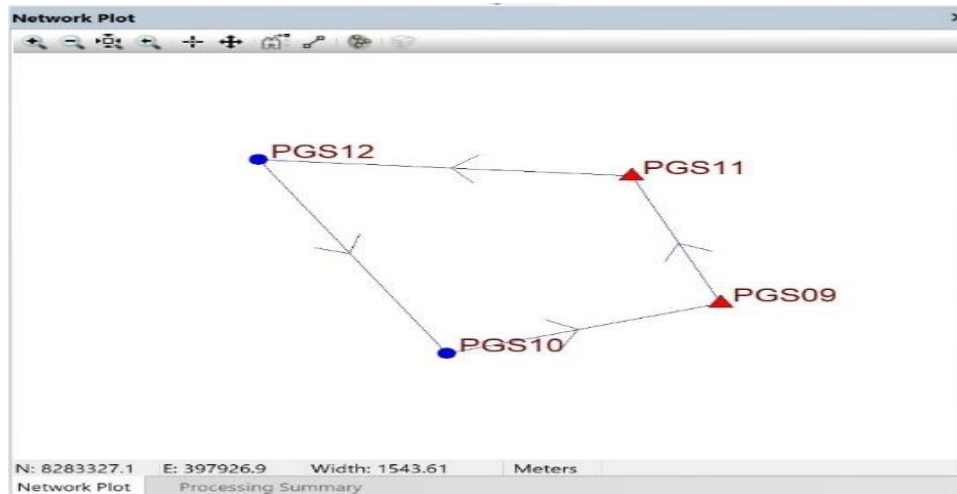 Network Plot
PGS12
PGS11
PGS09
PGS10
N: 8283327.1 E: 397926.9 Width: 1543.61 Meters
Network Plot Processing Summary